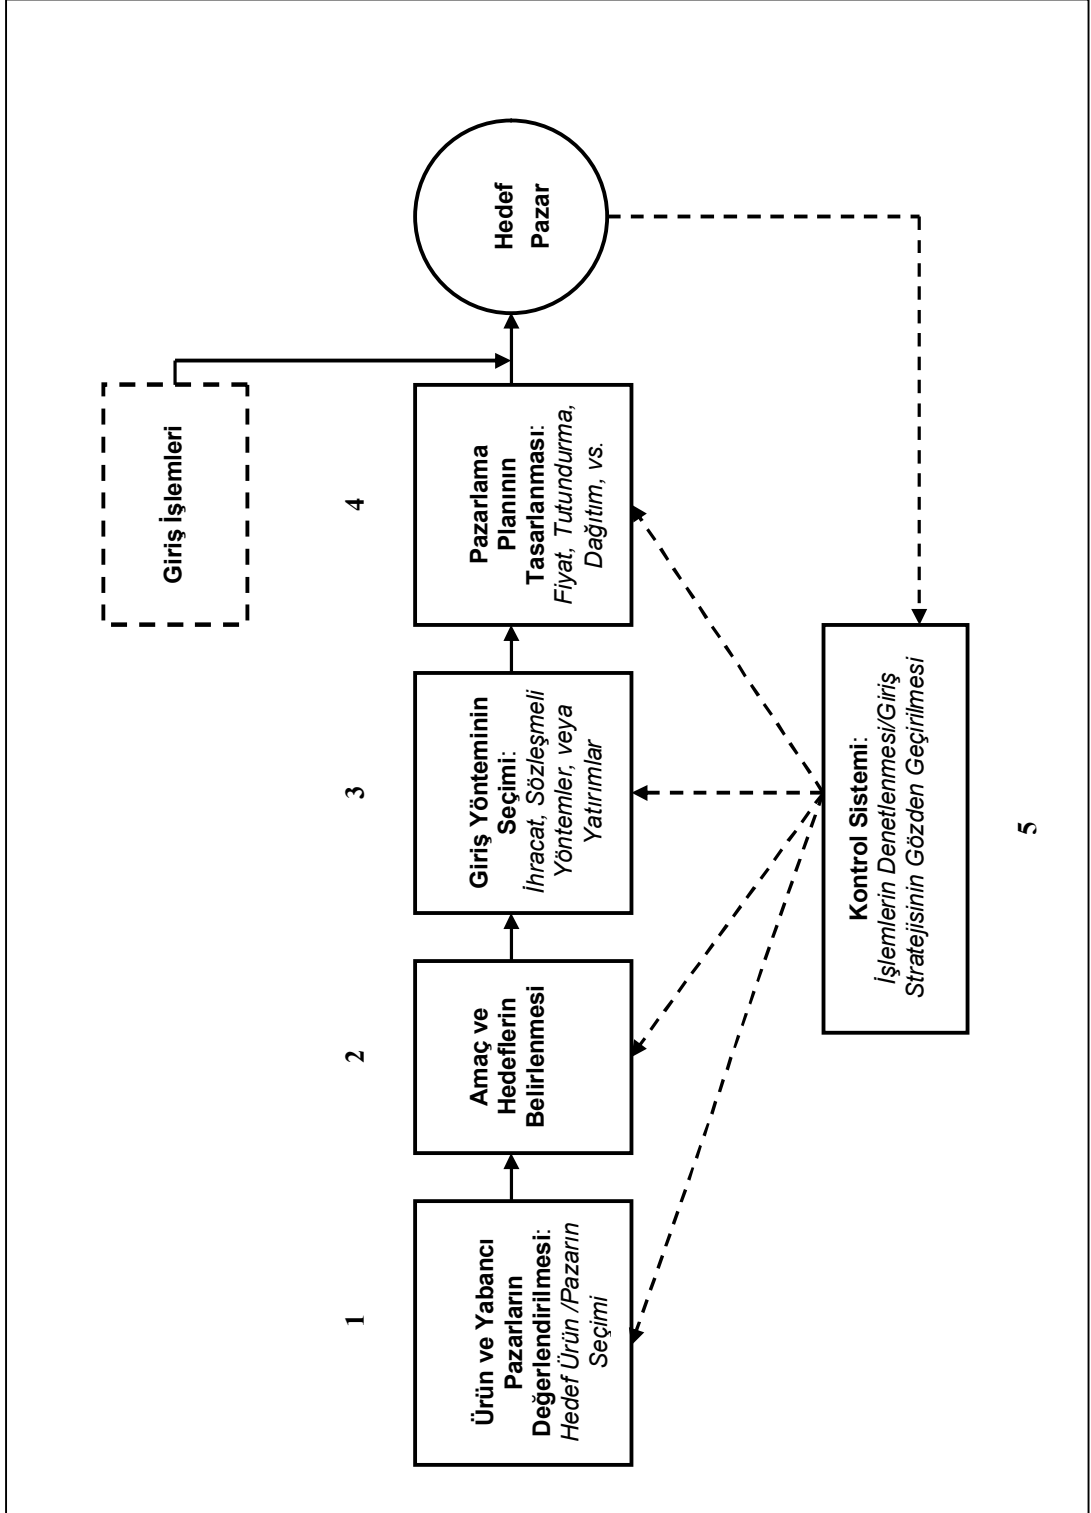 Giriş İşlemleri
1
2
3
4
Ürün ve Yabancı
Pazarların
Değerlendirilmesi:
Hedef Ürün /Pazarın
Seçimi
Amaç ve
Hedeflerin
Belirlenmesi
Giriş Yönteminin
Seçimi:
İhracat, Sözleşmeli
Yöntemler, veya
Yatırımlar
Pazarlama
Planının
Tasarlanması:
Fiyat, Tutundurma,
Dağıtım, vs.
Hedef
Pazar
Kontrol Sistemi:
İşlemlerin Denetlenmesi/Giriş
Stratejisinin Gözden Geçirilmesi
5